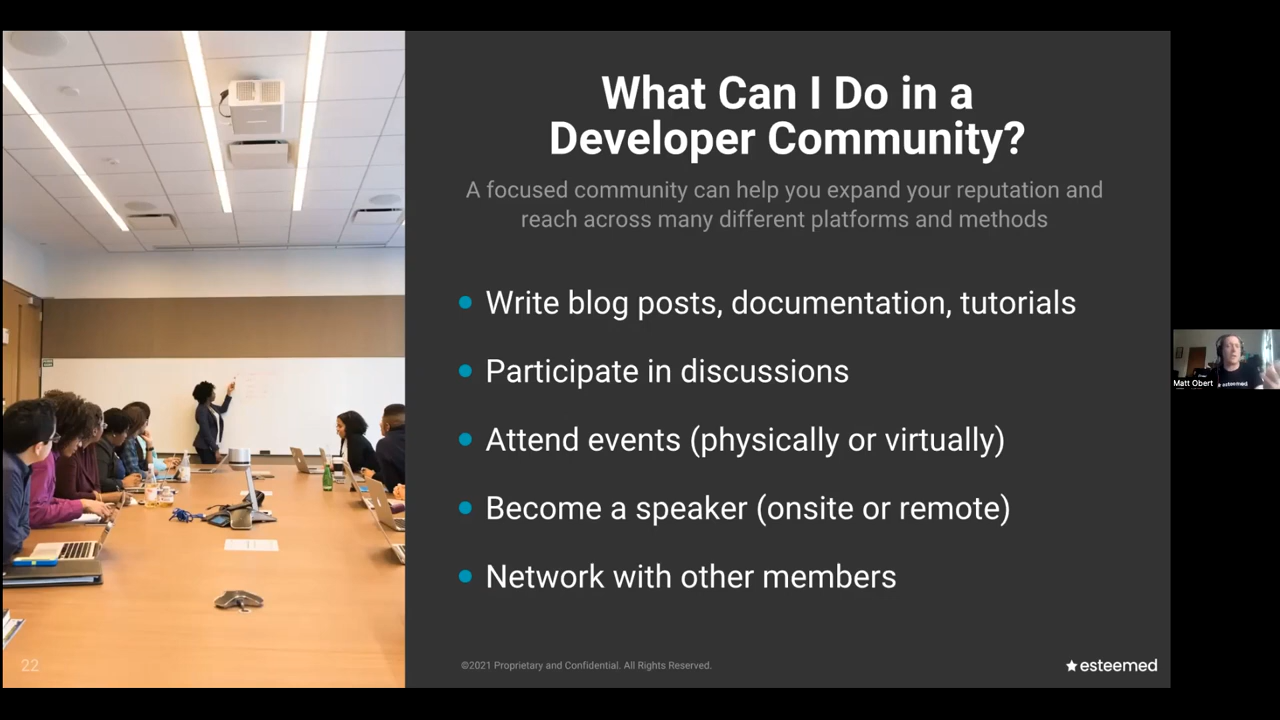 What Can I Do in a
Developer Community?
A focused community can help you expand your reputation and
reach across many different platforms and methods
Write blog posts, documentation, tutorials
Participate in discussions
Attend events (physically or virtually)
Become a speaker (onsite or remote)
Network with other members
22
©2021 Proprietary and Confidential. All Rights Reserved.
esteemed
Matt Obert
esteemed